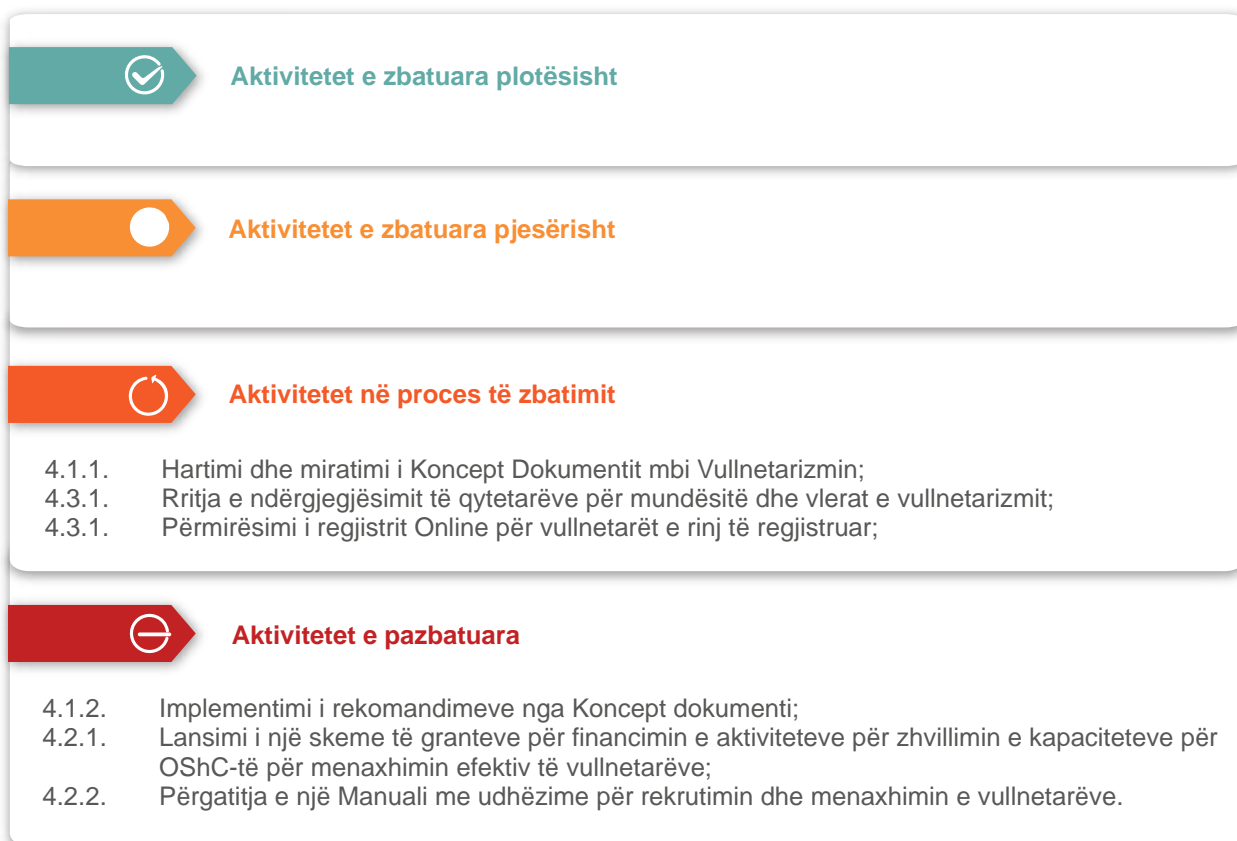 Aktivitetet e zbatuara plotësisht
Aktivitetet e zbatuara pjesërisht
Aktivitetet në proces të zbatimit
4.1.1. Hartimi dhe miratimi i Koncept Dokumentit mbi Vullnetarizmin;
4.3.1. Rritja e ndërgjegjësimit të qytetarëve për mundësitë dhe vlerat e vullnetarizmit;
4.3.1. Përmirësimi i regjistrit Online për vullnetarët e rinj të regjistruar;
Aktivitetet e pazbatuara
4.1.2. Implementimi i rekomandimeve nga Koncept dokumenti;
4.2.1. Lansimi i një skeme të granteve për financimin e aktiviteteve për zhvillimin e kapaciteteve për
OShC-të për menaxhimin efektiv të vullnetarëve;
4.2.2. Përgatitja e një Manuali me udhëzime për rekrutimin dhe menaxhimin e vullnetarëve.